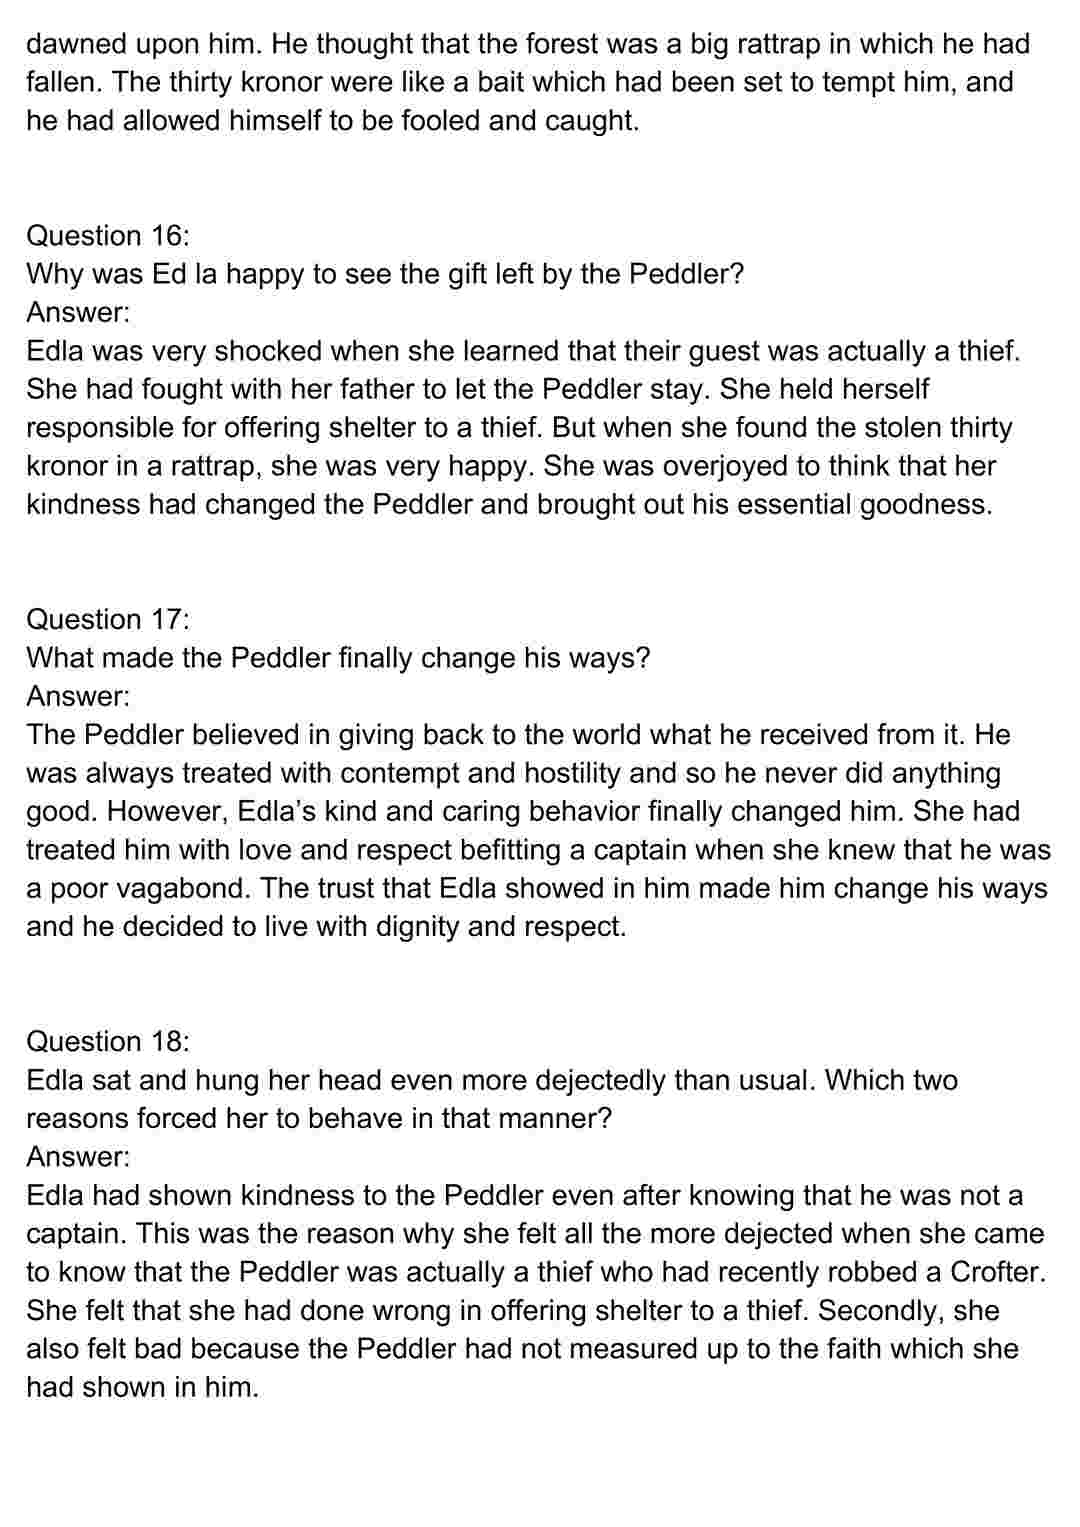 dawned upon him. He thought that the forest was a big rattrap in which he had
fallen. The thirty kronor were like a bait which had been set to tempt him, and
he had allowed himself to be fooled and caught.
Question 16:
Why was Ed la happy to see the gift left by the Peddler?
Answer:
Edla was very shocked when she learned that their guest was actually a thief.
She had fought with her father to let the Peddler stay. She held herself
responsible for offering shelter to a thief. But when she found the stolen thirty
kronor in a rattrap, she was very happy. She was overjoyed to think that her
kindness had changed the Peddler and brought out his essential goodness.
Question 17:
What made the Peddler finally change his ways?
Answer:
The Peddler believed in giving back to the world what he received from it. He
was always treated with contempt and hostility and so he never did anything
good. However, Edla’s kind and caring behavior finally changed him. She had
treated him with love and respect befitting a captain when she knew that he was
a poor vagabond. The trust that Edla showed in him made him change his ways
and he decided to live with dignity and respect.
Question 18:
Edla sat and hung her head even more dejectedly than usual. Which two
reasons forced her to behave in that manner?
Answer:
Edla had shown kindness to the Peddler even after knowing that he was not a
captain. This was the reason why she felt all the more dejected when she came
to know that the Peddler was actually a thief who had recently robbed a Crofter.
She felt that she had done wrong in offering shelter to a thief. Secondly, she
also felt bad because the Peddler had not measured up to the faith which she
had shown in him.